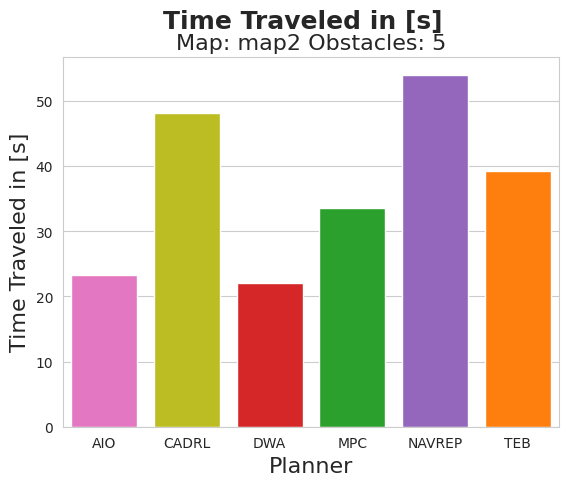 Time Traveled in [s]
Map: map2 Obstacles: 5
Time Traveled in [s]
50
40
30
20
10
0
AIO CADRL DWA MPC NAVREP TEB
Planner